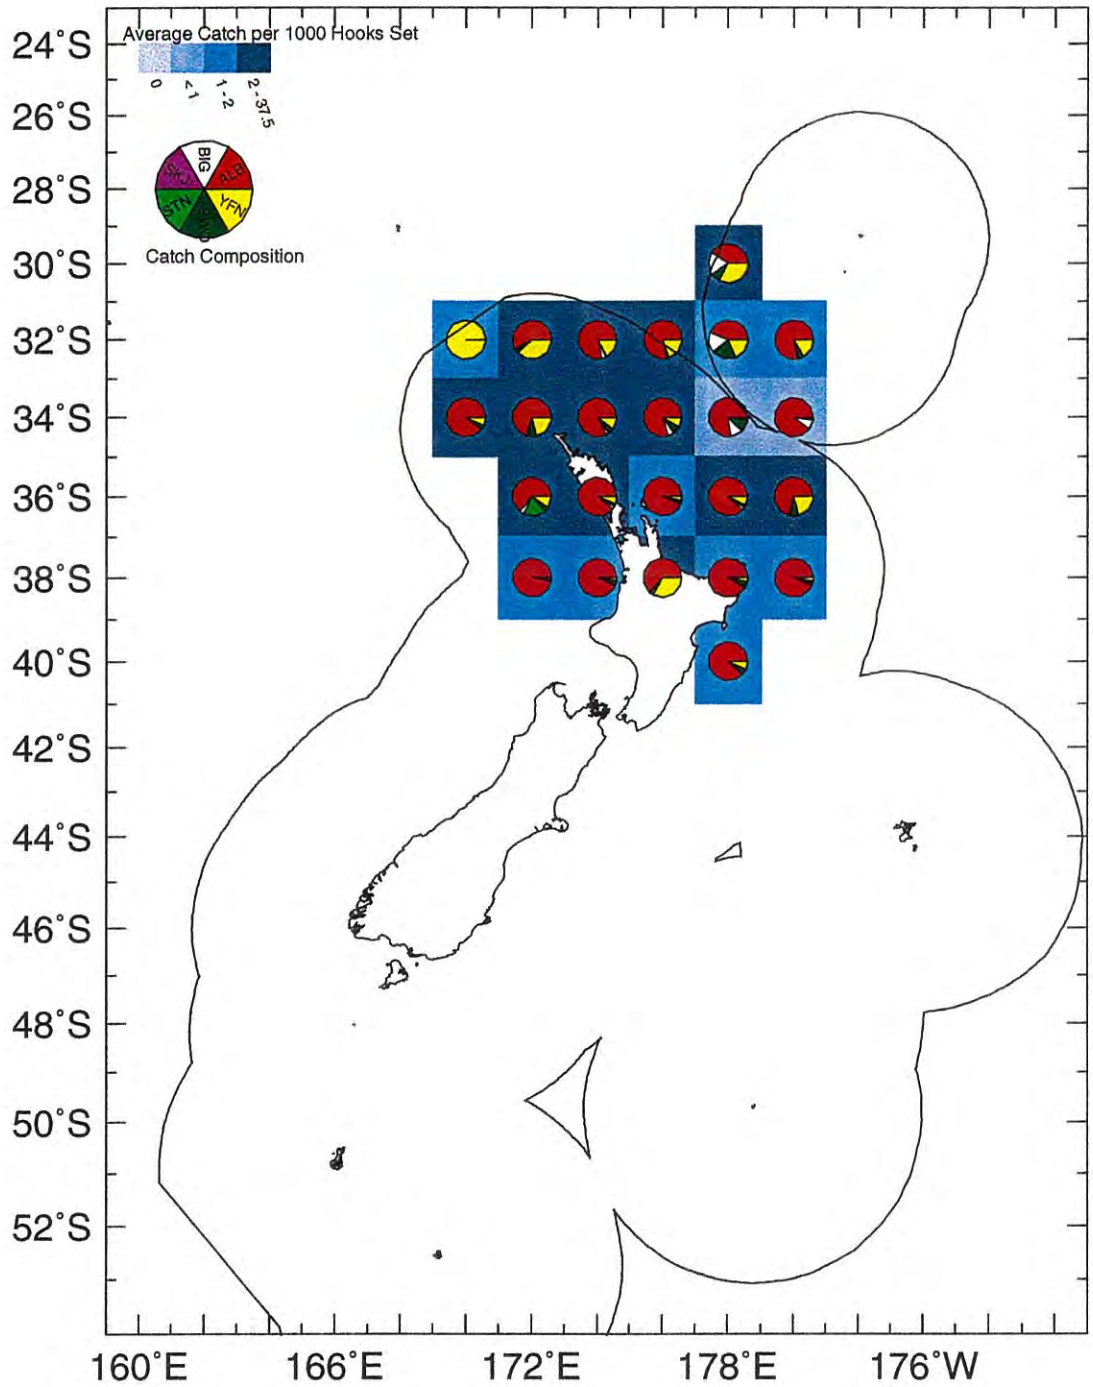 Average Catch per 1000 Hooks Set
0
<1
1 - 2
2 - 37.5
BIG
SKJ
ALB
STN
YFN
Catch Composition
24°S
26°S
28°S
30°S
32°S
34°S
36°S
38°S
40°S
42°S
44°S
46°S
48°S
50°S
52°S
160°E
166°E
172°E
178°E
176°W